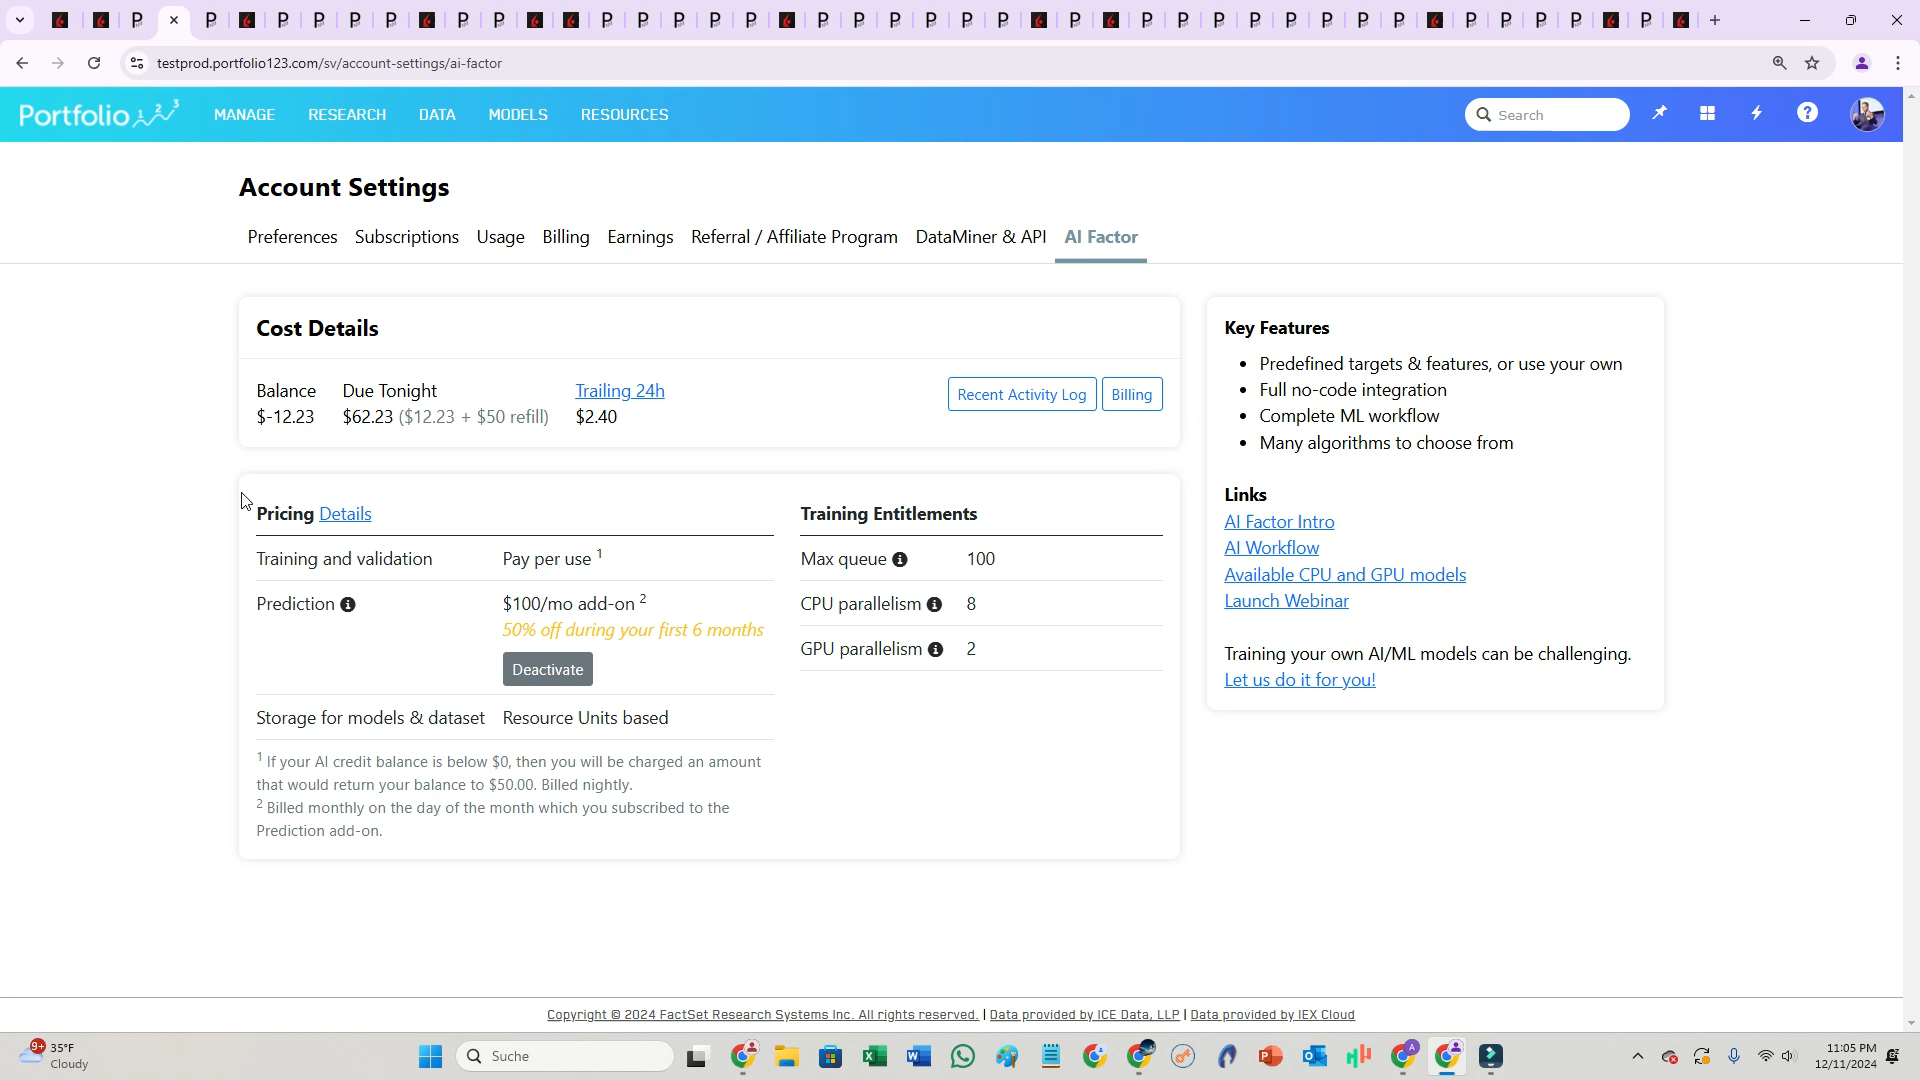 testprod.portfolio123.com/sv/account-settings/ai-factor
Portfolio 1 2 3
MANAGE RESEARCH DATA MODELS RESOURCES
Search
Account Settings
Preferences Subscriptions Usage Billing Earnings Referral / Affiliate Program DataMiner & API AI Factor
Cost Details
Balance Due Tonight Trailing 24h
$-12.23 $62.23 ($12.23 + $50 refill) $2.40
Recent Activity Log Billing
Pricing Details
Training and validation Pay per use 1
Prediction $100/mo add-on 2
50% off during your first 6 months
Deactivate
Storage for models & dataset Resource Units based
1 If your AI credit balance is below $0, then you will be charged an amount
that would return your balance to $50.00. Billed nightly.
2 Billed monthly on the day of the month which you subscribed to the
Prediction add-on.
Training Entitlements
Max queue 100
CPU parallelism 8
GPU parallelism 2
Key Features
• Predefined targets & features, or use your own
• Full no-code integration
• Complete ML workflow
• Many algorithms to choose from
Links
AI Factor Intro
AI Workflow
Available CPU and GPU models
Launch Webinar
Training your own AI/ML models can be challenging.
Let us do it for you!
Copyright © 2024 FactSet Research Systems Inc. All rights reserved. | Data provided by ICE Data, LLP | Data provided by IEX Cloud
9+
35°F
Cloudy
Suche
11:05 PM
12/11/2024